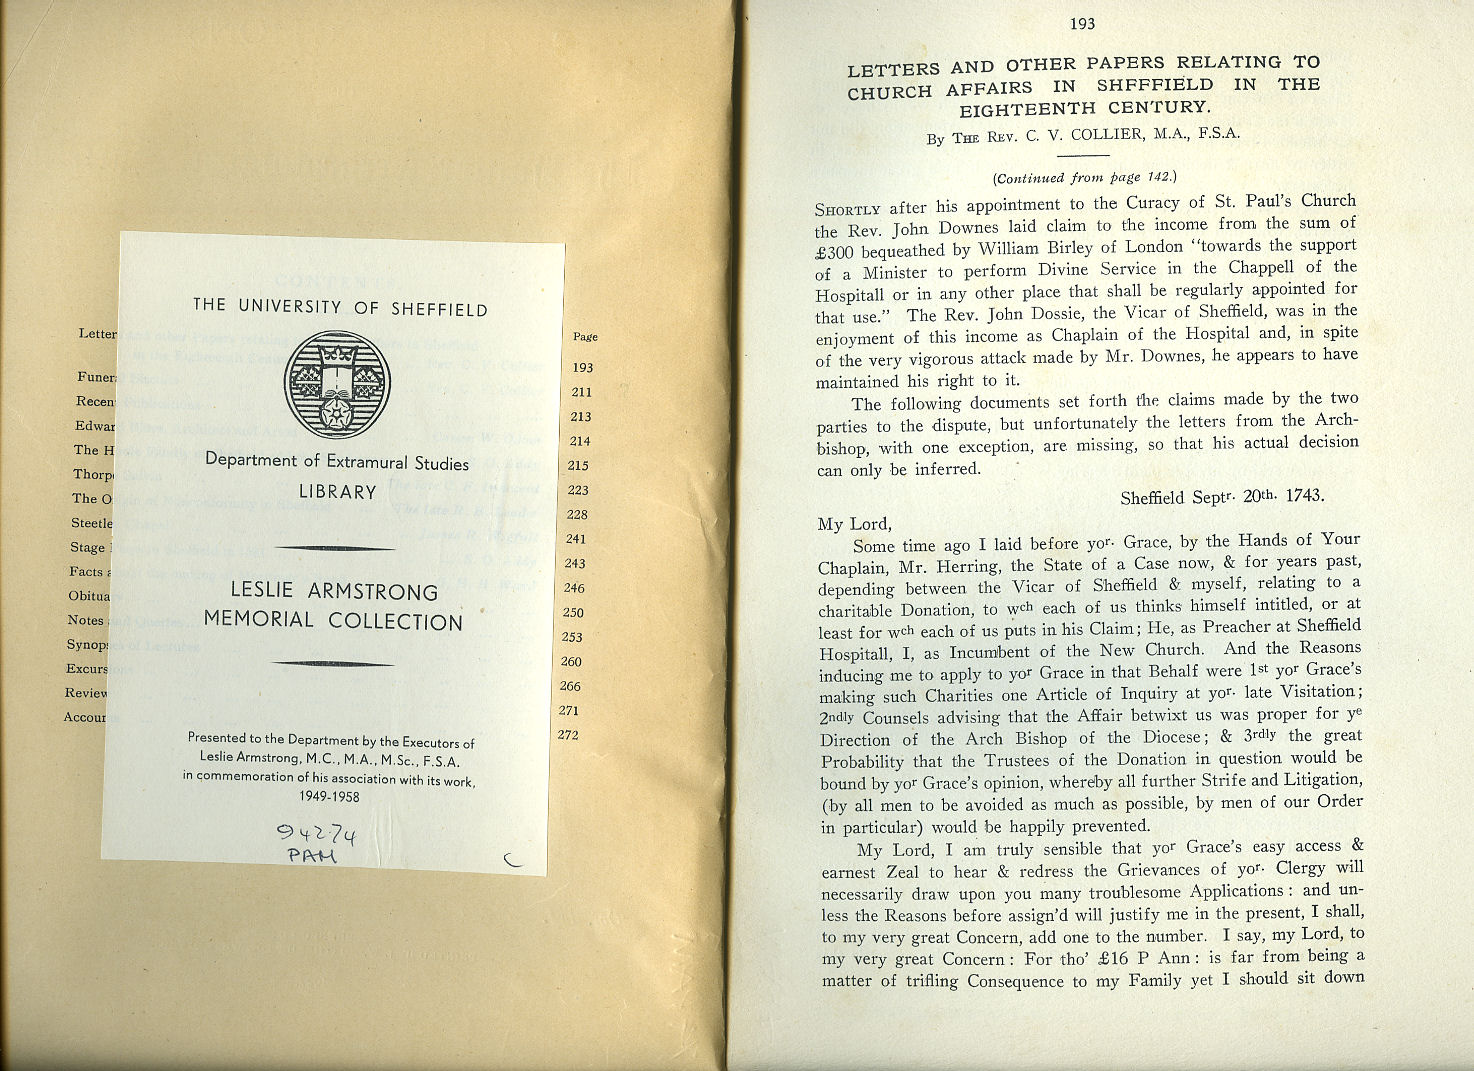 Letter
Page
193
Funer
211
Recen
213
Edwar
214
The H
215
Thorp
223
The O
228
Steetle
241
Stage
243
Facts a
246
Obitua
250
Notes
253
Synop
260
Excurs
266
Review
271
Accour
272
THE UNIVERSITY OF SHEFFIELD
Department of Extramural Studies
LIBRARY
LESLIE ARMSTRONG
MEMORIAL COLLECTION
Presented to the Department by the Executors of
Leslie Armstrong, M.C., M.A., M.Sc., F.S.A.
in commemoration of his association with its work,
1949-1958
942.74
PAM
C
193
LETTERS AND OTHER PAPERS RELATING TO
CHURCH AFFAIRS IN SHFFFIELD IN THE
EIGHTEENTH CENTURY.
By THE REV. C. V. COLLIER, M.A., F.S.A.
(Continued from page 142.)
SHORTLY after his appointment to the Curacy of St. Paul's Church
the Rev. John Downes laid claim to the income from the sum of
£300 bequeathed by William Birley of London "towards the support
of a Minister to perform Divine Service in the Chappell of the
Hospitall or in any other place that shall be regularly appointed for
that use." The Rev. John Dossie, the Vicar of Sheffield, was in the
enjoyment of this income as Chaplain of the Hospital and, in spite
of the very vigorous attack made by Mr. Downes, he appears to have
maintained his right to it.
The following documents set forth the claims made by the two
parties to the dispute, but unfortunately the letters from the Arch-
bishop, with one exception, are missing, so that his actual decision
can only be inferred.
Sheffield Septr. 20th. 1743.
My Lord,
Some time ago I laid before yor. Grace, by the Hands of Your
Chaplain, Mr. Herring, the State of a Case now, & for years past,
depending between the Vicar of Sheffield & myself, relating to a
charitable Donation, to wch each of us thinks himself intitled, or at
least for wch each of us puts in his Claim; He, as Preacher at Sheffield
Hospitall, I, as Incumbent of the New Church. And the Reasons
inducing me to apply to yor Grace in that Behalf were 1st yor Grace's
making such Charities one Article of Inquiry at yor. late Visitation;
2ndly Counsels advising that the Affair betwixt us was proper for ye
Direction of the Arch Bishop of the Diocese; & 3rdly the great
Probability that the Trustees of the Donation in question would be
bound by yor Grace's opinion, whereby all further Strife and Litigation,
(by all men to be avoided as much as possible, by men of our Order
in particular) would be happily prevented.
My Lord, I am truly sensible that yor Grace's easy access &
earnest Zeal to hear & redress the Grievances of yor. Clergy will
necessarily draw upon you many troublesome Applications: and un-
less the Reasons before assign'd will justify me in the present, I shall,
to my very great Concern, add one to the number. I say, my Lord, to
my very great Concern: For tho' £16 P Ann: is far from being a
matter of trifling Consequence to my Family yet I should sit down